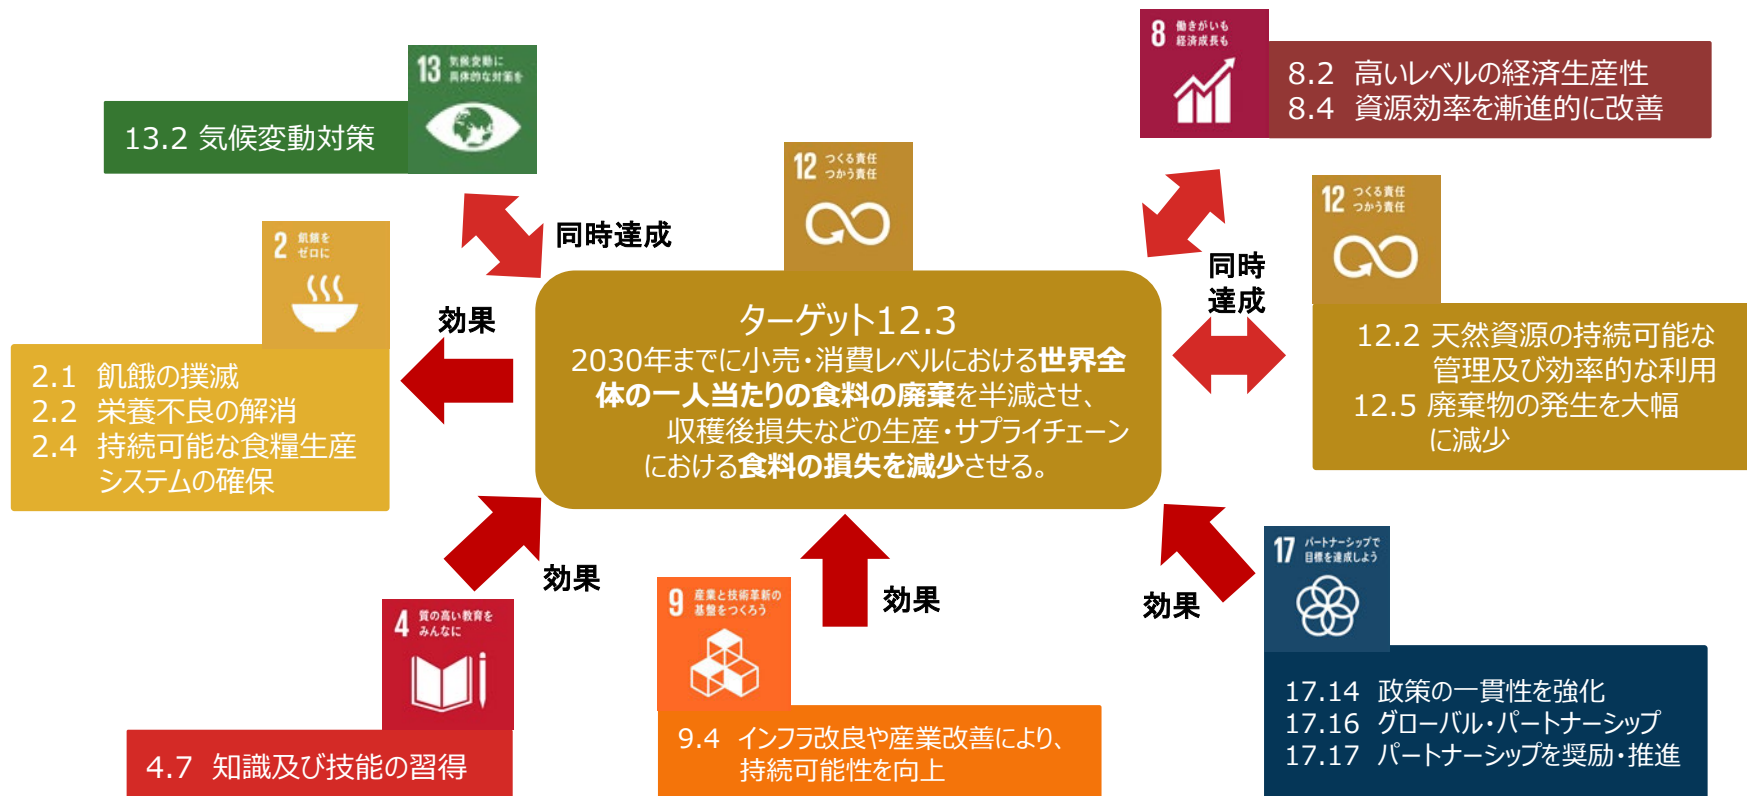 13 気候変動に
具体的な対策を
13.2 気候変動対策
8 働きがいも
経済成長も
8.2 高いレベルの経済生産性
8.4 資源効率を漸進的に改善
12 つくる責任
つかう責任
12 つくる責任
つかう責任
同時達成
同時
達成
2 飢餓を
ゼロに
効果
2.1 飢餓の撲滅
2.2 栄養不良の解消
2.4 持続可能な食糧生産
システムの確保
ターゲット12.3
2030年までに小売・消費レベルにおける世界全
体の一人当たりの食料の廃棄を半減させ、
収穫後損失などの生産・サプライチェーン
における食料の損失を減少させる。
12.2 天然資源の持続可能な
管理及び効率的な利用
12.5 廃棄物の発生を大幅
に減少
効果
4 質の高い教育を
みんなに
4.7 知識及び技能の習得
9 産業と技術革新の
基盤をつくろう
効果
9.4 インフラ改良や産業改善により、
持続可能性を向上
効果
17 パートナーシップで
目標を達成しよう
17.14 政策の一貫性を強化
17.16 グローバル・パートナーシップ
17.17 パートナーシップを奨励・推進